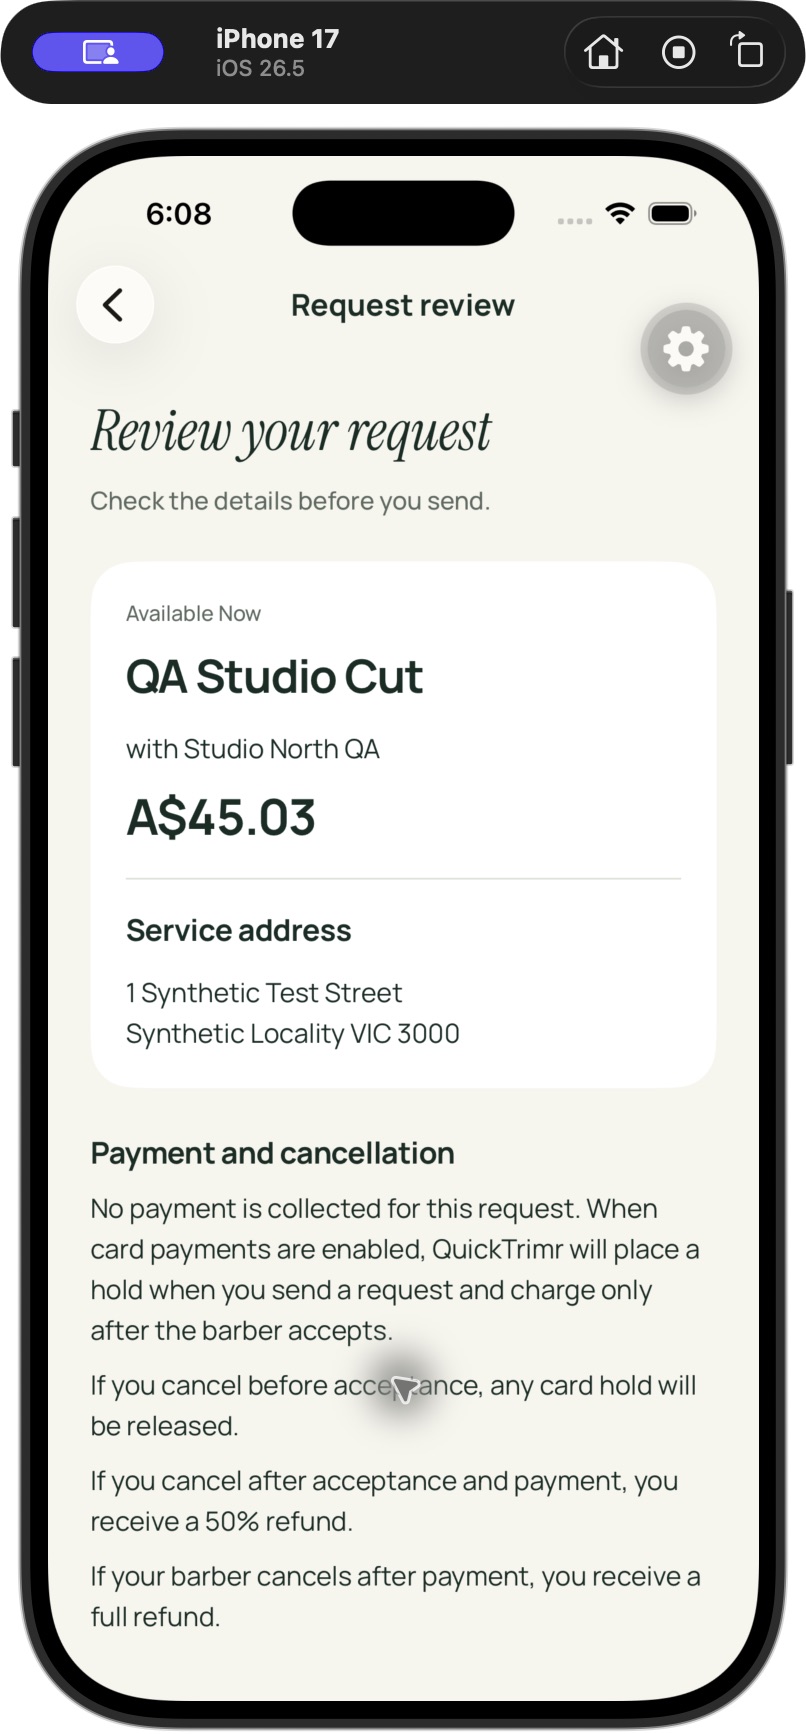 iPhone 17
iOS 26.5
6:08
Request review
Review your request
Check the details before you send.
Available Now
QA Studio Cut
with Studio North QA
A$45.03
Service address
1 Synthetic Test Street
Synthetic Locality VIC 3000
Payment and cancellation
No payment is collected for this request. When
card payments are enabled, QuickTrimr will place a
hold when you send a request and charge only
after the barber accepts.
If you cancel before acceptance, any card hold will
be released.
If you cancel after acceptance and payment, you
receive a 50% refund.
If your barber cancels after payment, you receive a
full refund.